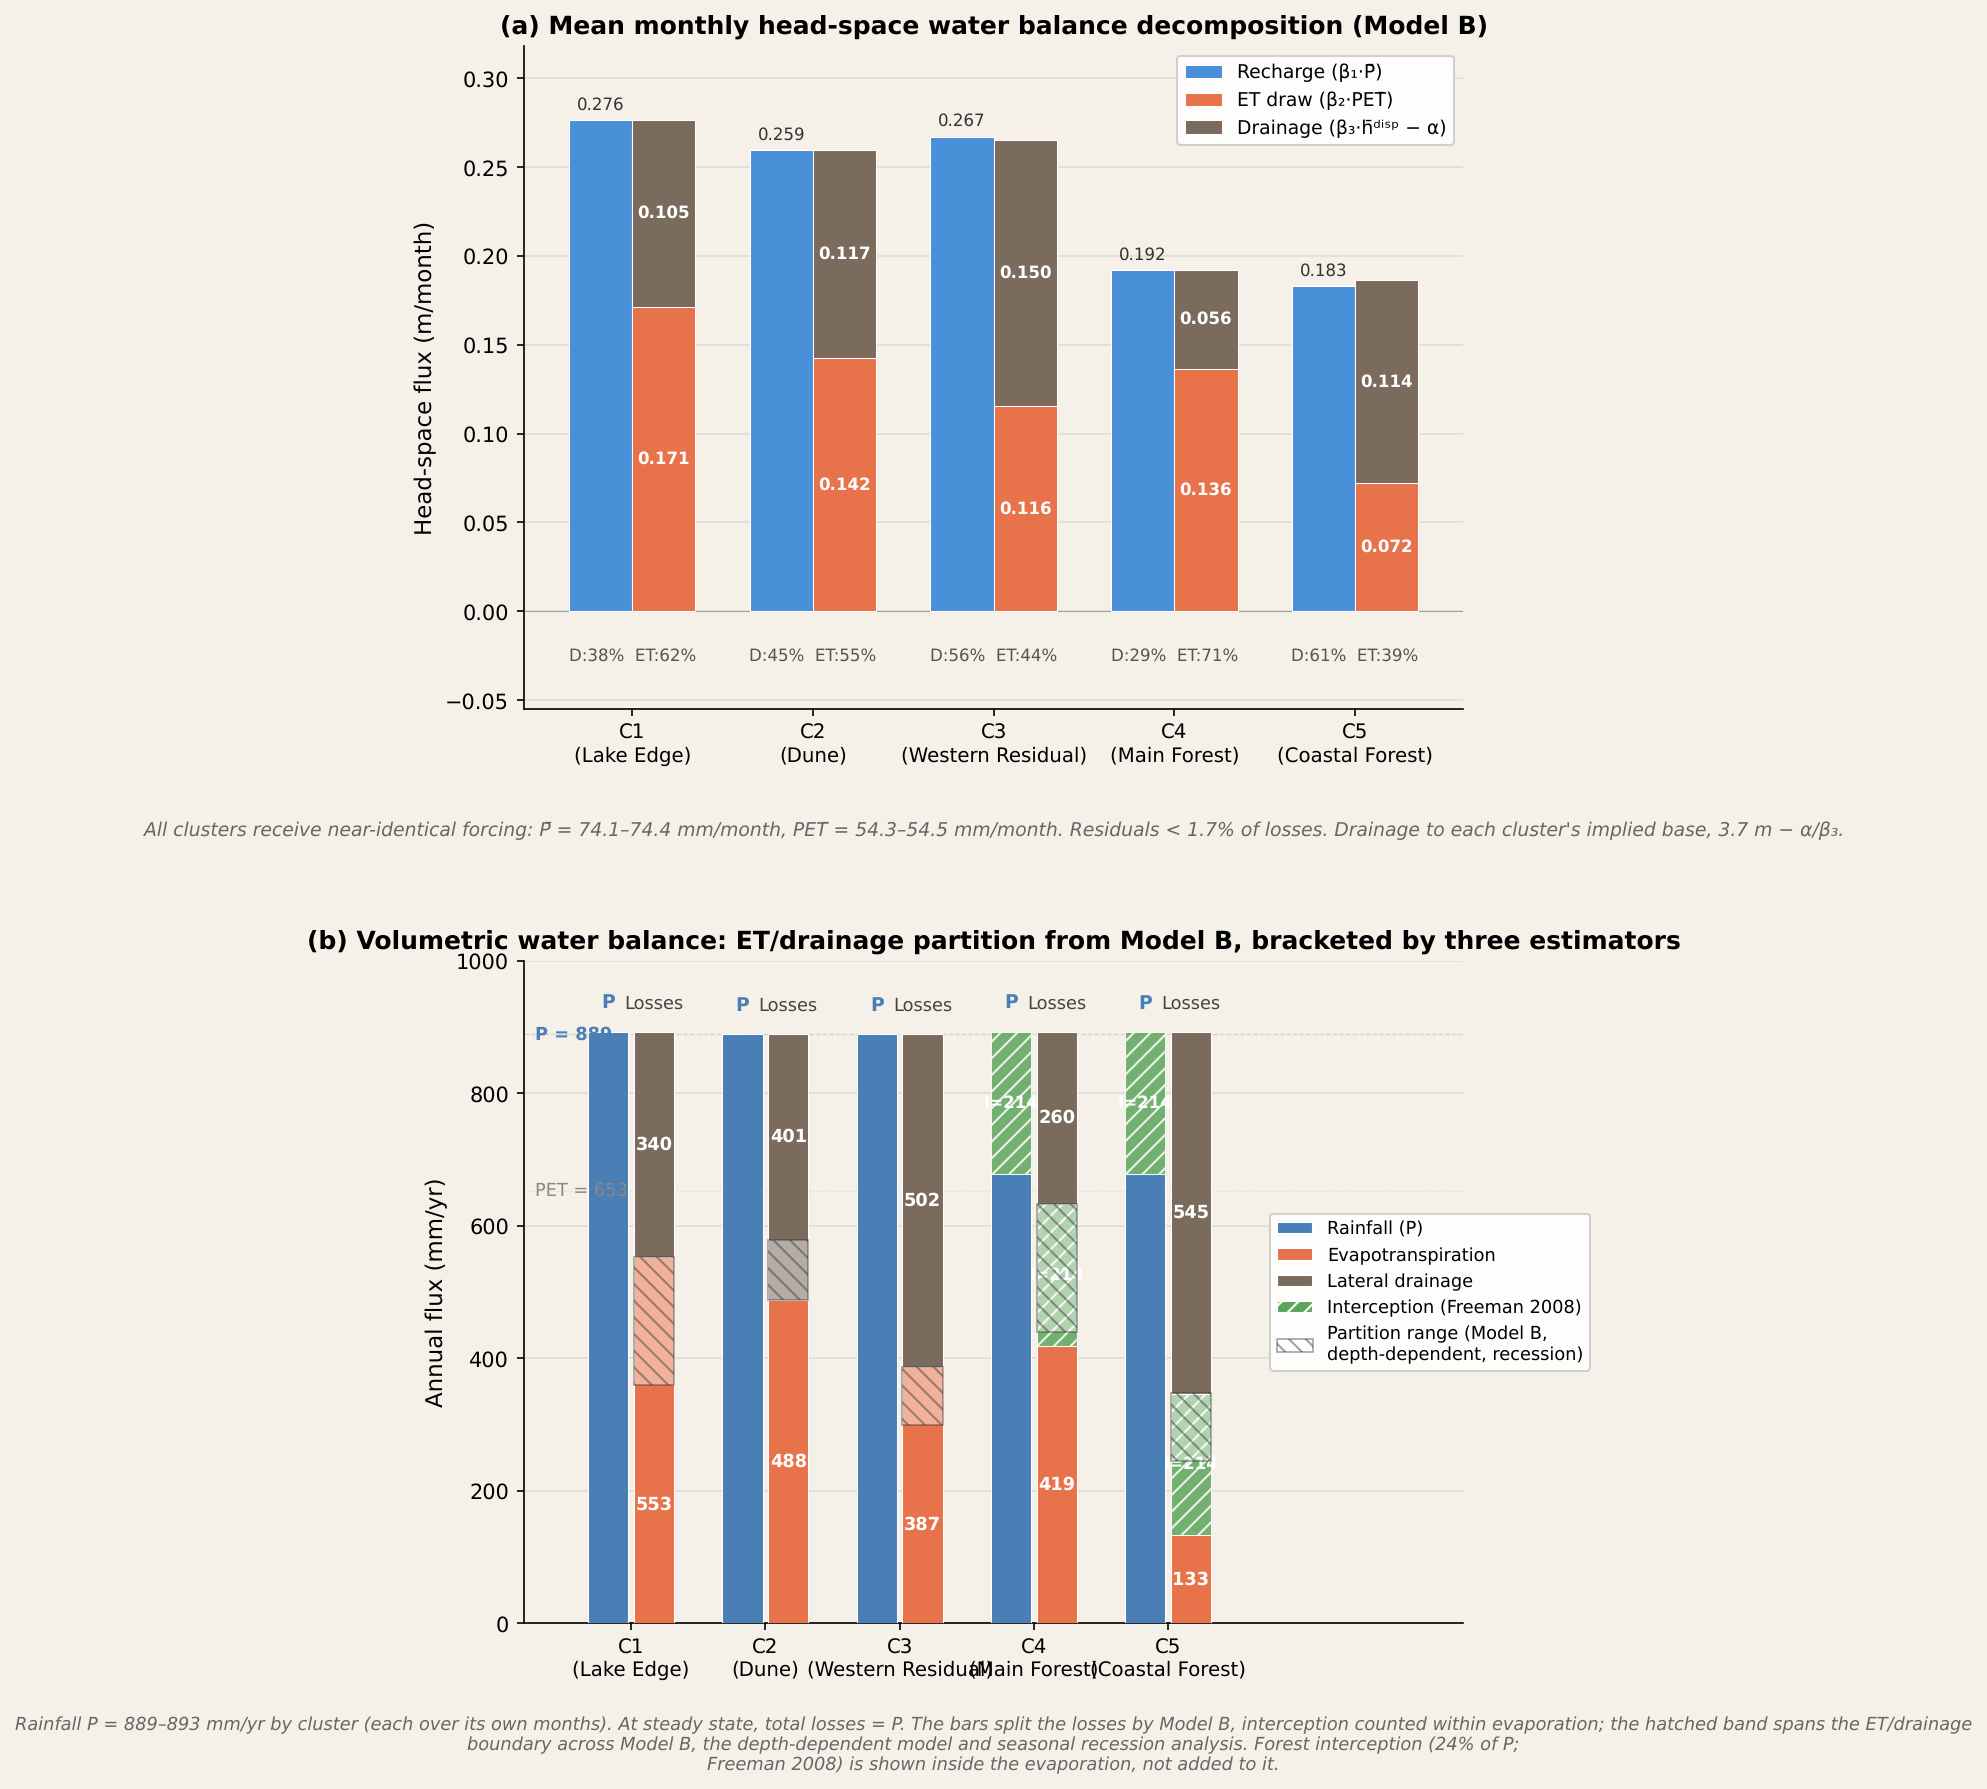 (a) Mean monthly head-space water balance decomposition (Model B)
Head-space flux (m/month)
0.30
0.25
0.20
0.15
0.10
0.05
0.00
−0.05
Recharge (β₁·P̄)
ET draw (β₂·PET)
Drainage (β₃·h̄ᵈⁱˢᵖ − α)
0.276
0.105
0.171
0.259
0.117
0.142
0.267
0.150
0.116
0.192
0.056
0.136
0.183
0.114
0.072
D:38% ET:62%
D:45% ET:55%
D:56% ET:44%
D:29% ET:71%
D:61% ET:39%
C1
(Lake Edge)
C2
(Dune)
C3
(Western Residual)
C4
(Main Forest)
C5
(Coastal Forest)
All clusters receive near-identical forcing: P̄ = 74.1–74.4 mm/month, PET = 54.3–54.5 mm/month. Residuals < 1.7% of losses. Drainage to each cluster's implied base, 3.7 m − α/β₃.
(b) Volumetric water balance: ET/drainage partition from Model B, bracketed by three estimators
Annual flux (mm/yr)
1000
800
600
400
200
0
P = 889
PET = 653
P Losses
P Losses
P Losses
P Losses
P Losses
340
553
401
488
502
387
I=214
260
I=214
419
I=214
545
=214
133
Rainfall (P)
Evapotranspiration
Lateral drainage
Interception (Freeman 2008)
Partition range (Model B,
depth-dependent, recession)
C1
(Lake Edge)
C2
(Dune)
C3
(Western Residual)
C4
(Main Forest)
C5
(Coastal Forest)
Rainfall P = 889–893 mm/yr by cluster (each over its own months). At steady state, total losses = P. The bars split the losses by Model B, interception counted within evaporation; the hatched band spans the ET/drainage
boundary across Model B, the depth-dependent model and seasonal recession analysis. Forest interception (24% of P;
Freeman 2008) is shown inside the evaporation, not added to it.